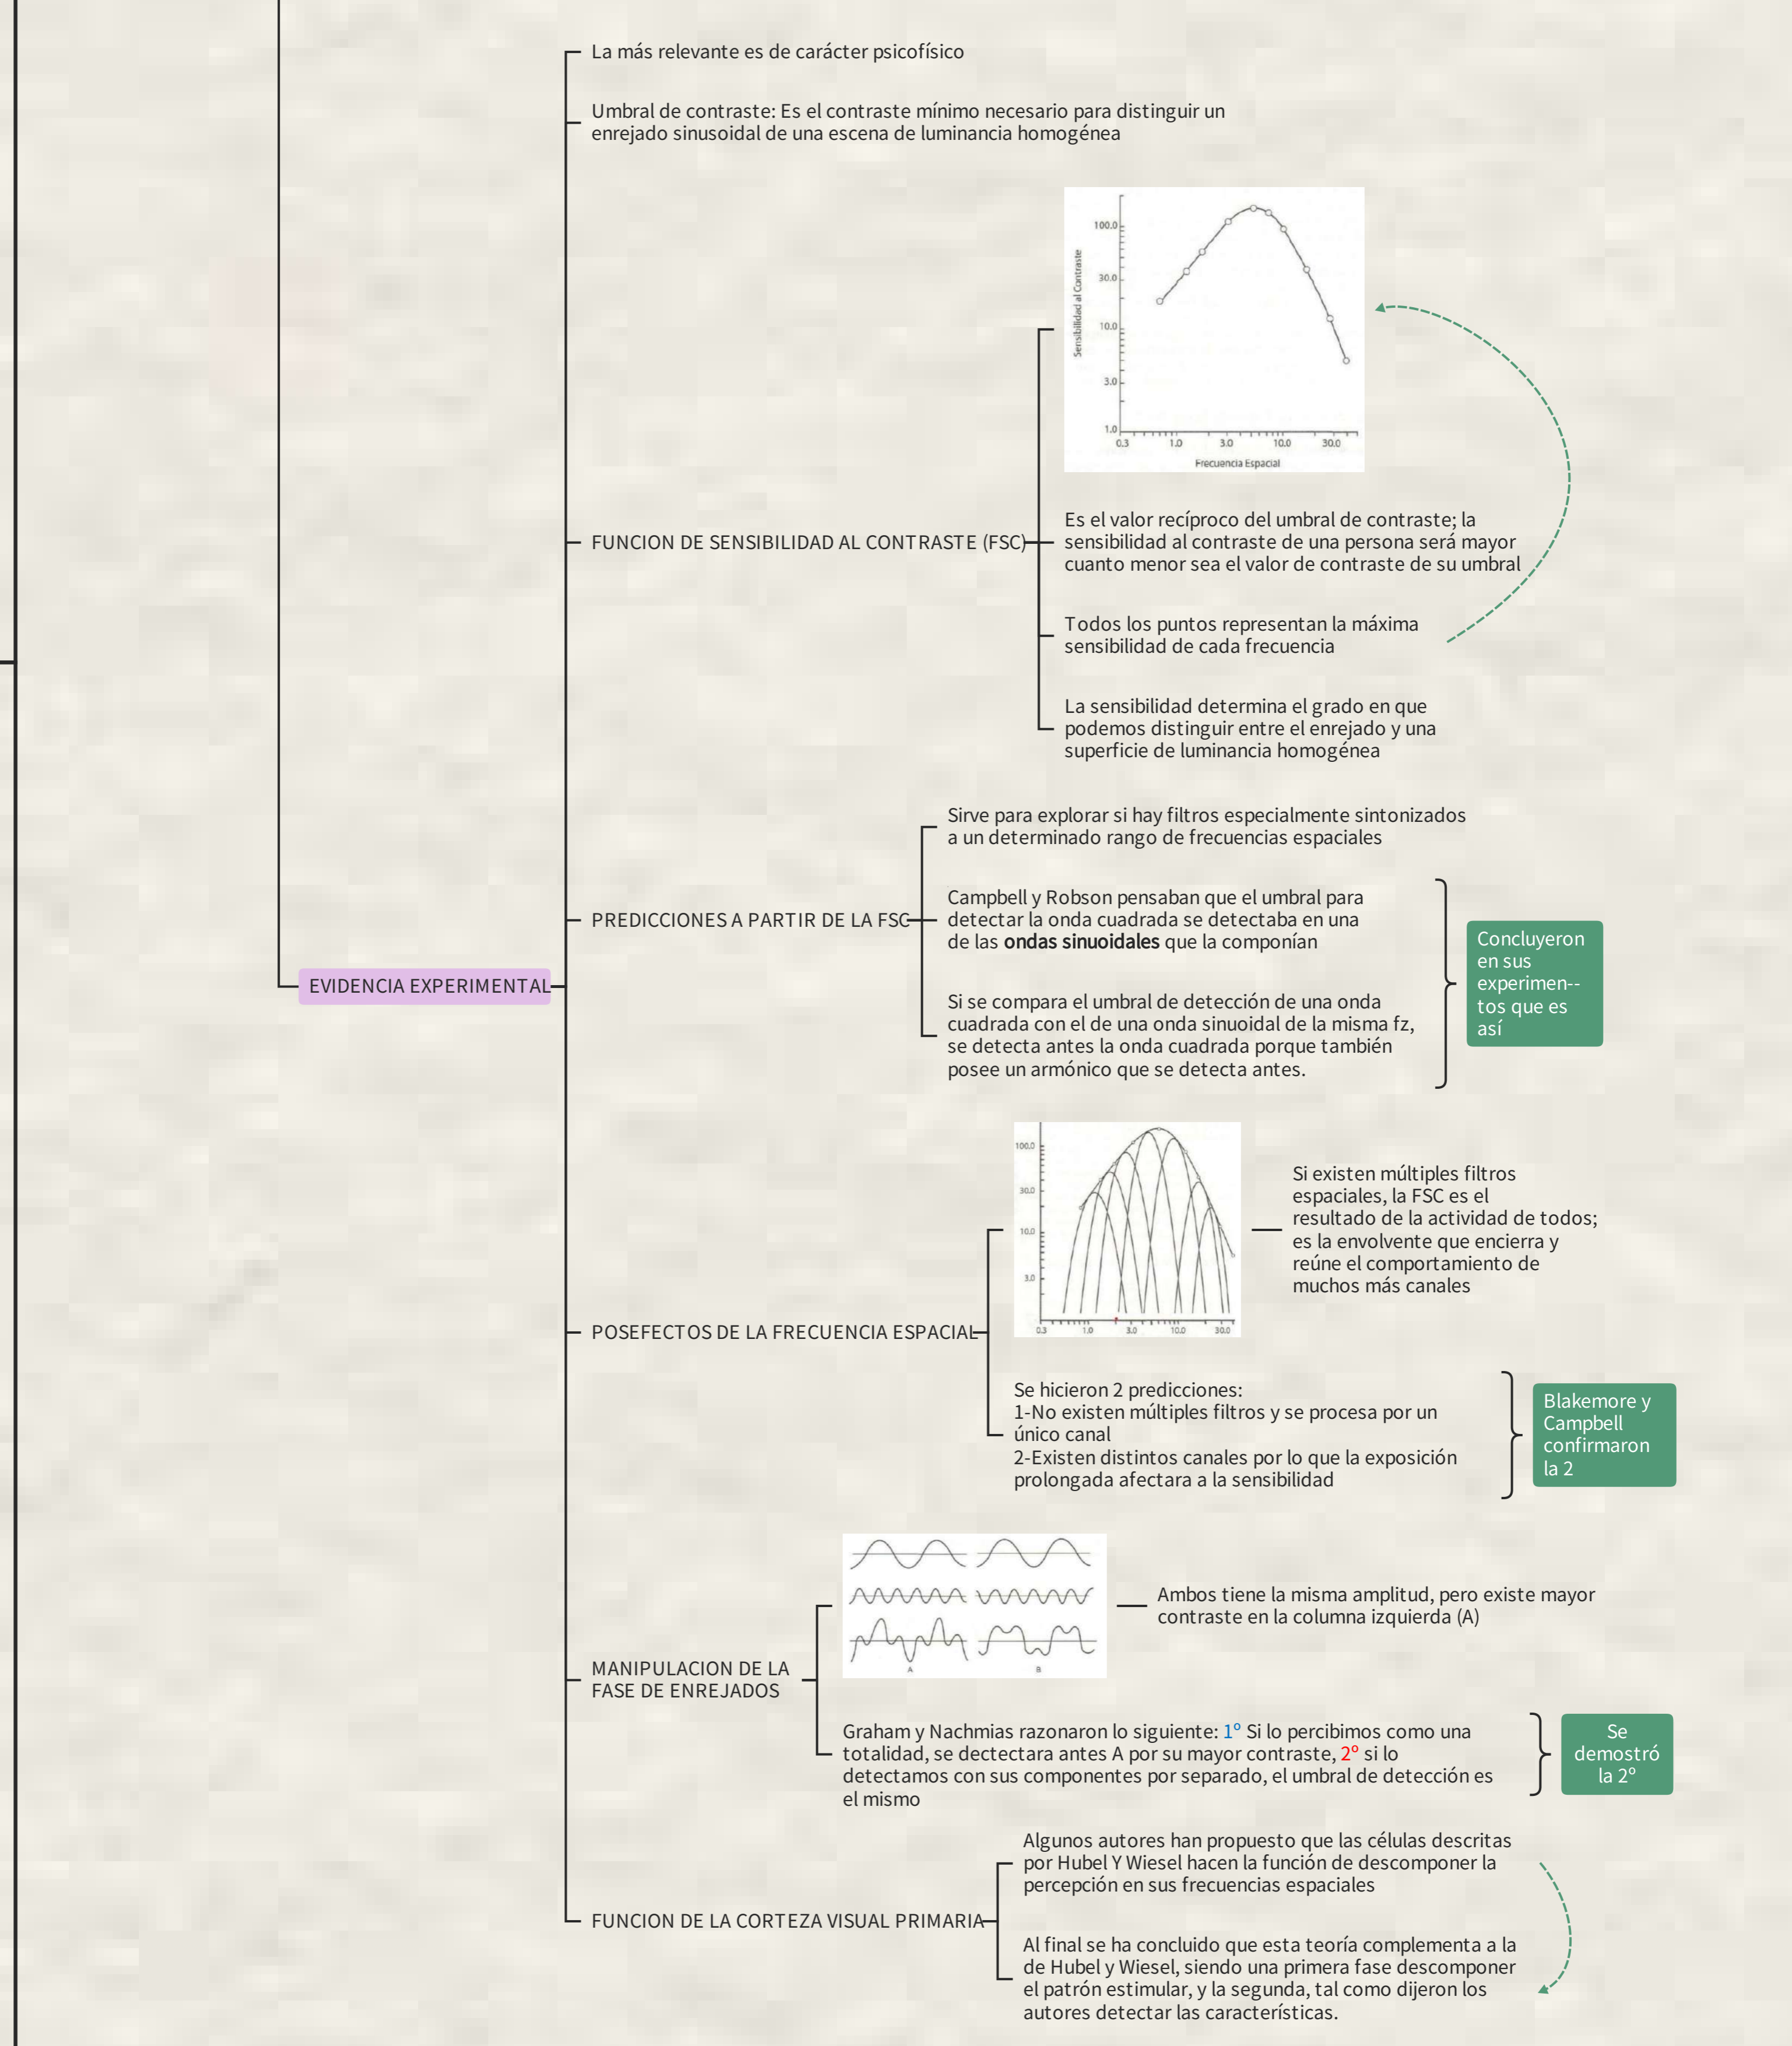 La más relevante es de carácter psicofísico
Umbral de contraste: Es el contraste mínimo necesario para distinguir un
enrejado sinusoidal de una escena de luminancia homogénea
Sensibilidad al Contraste
100.0
30.0
10.0
3.0
1.0
0.3
1.0
3.0
10.0
30.0
Frecuencia Espacial
FUNCION DE SENSIBILIDAD AL CONTRASTE (FSC)
Es el valor recíproco del umbral de contraste; la
sensibilidad al contraste de una persona será mayor
cuanto menor sea el valor de contraste de su umbral
Todos los puntos representan la máxima
sensibilidad de cada frecuencia
La sensibilidad determina el grado en que
podemos distinguir entre el enrejado y una
superficie de luminancia homogénea
EVIDENCIA EXPERIMENTAL
PREDICCIONES A PARTIR DE LA FSC
Sirve para explorar si hay filtros especialmente sintonizados
a un determinado rango de frecuencias espaciales
Campbell y Robson pensaban que el umbral para
detectar la onda cuadrada se detectaba en una
de las ondas sinuoidales que la componían
Si se compara el umbral de detección de una onda
cuadrada con el de una onda sinuoidal de la misma fz,
se detecta antes la onda cuadrada porque también
posee un armónico que se detecta antes.
Concluyeron
en sus
experimen--
tos que es
así
POSEFECTOS DE LA FRECUENCIA ESPACIAL
100.0
30.0
10.0
3.0
0.3
1.0
3.0
10.0
30.0
Si existen múltiples filtros
espaciales, la FSC es el
resultado de la actividad de todos;
es la envolvente que encierra y
reúne el comportamiento de
muchos más canales
Se hicieron 2 predicciones:
1-No existen múltiples filtros y se procesa por un
único canal
2-Existen distintos canales por lo que la exposición
prolongada afectara a la sensibilidad
Blakemore y
Campbell
confirmaron
la 2
MANIPULACION DE LA
FASE DE ENREJADOS
A
B
Ambos tiene la misma amplitud, pero existe mayor
contraste en la columna izquierda (A)
Graham y Nachmias razonaron lo siguiente: 1º Si lo percibimos como una
totalidad, se dectectara antes A por su mayor contraste, 2º si lo
detectamos con sus componentes por separado, el umbral de detección es
el mismo
Se
demostró
la 2º
FUNCION DE LA CORTEZA VISUAL PRIMARIA
Algunos autores han propuesto que las células descritas
por Hubel Y Wiesel hacen la función de descomponer la
percepción en sus frecuencias espaciales
Al final se ha concluido que esta teoría complementa a la
de Hubel y Wiesel, siendo una primera fase descomponer
el patrón estimular, y la segunda, tal como dijeron los
autores detectar las características.